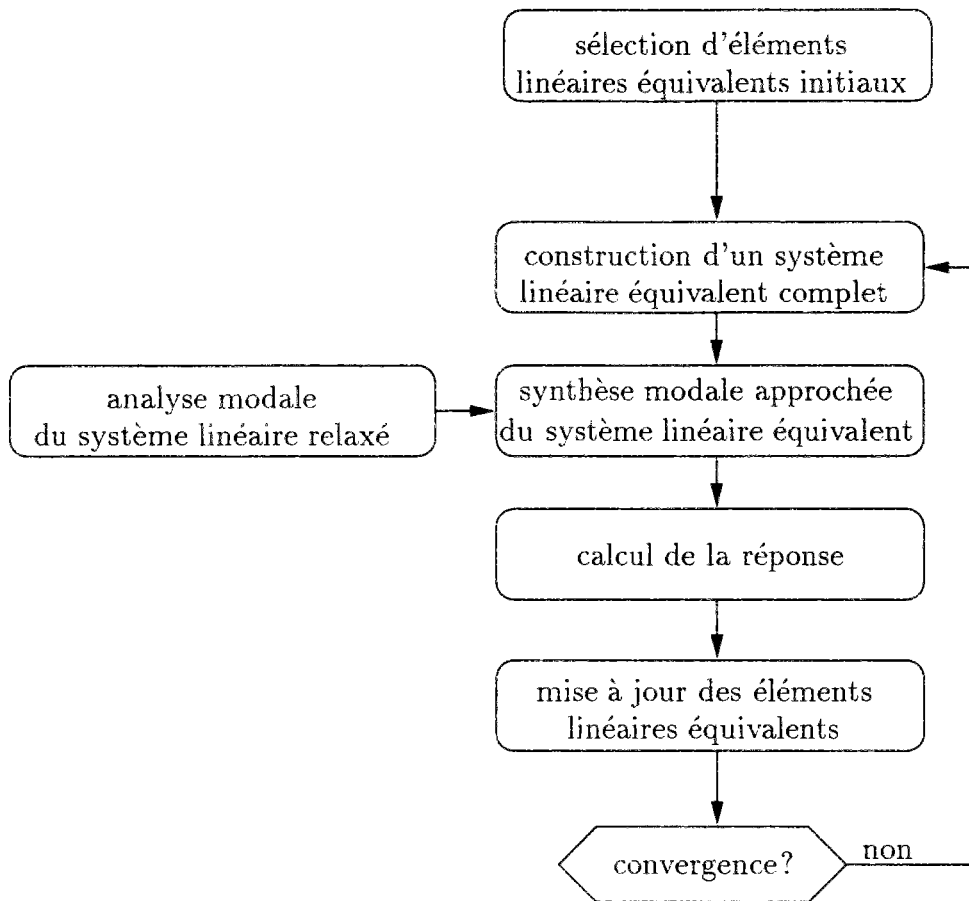 sélection d'éléments
linéaires équivalents initiaux
construction d'un système
linéaire équivalent complet
analyse modale
du système linéaire relaxé
synthèse modale approchée
du système linéaire équivalent
calcul de la réponse
mise à jour des éléments
linéaires équivalents
convergence?
non